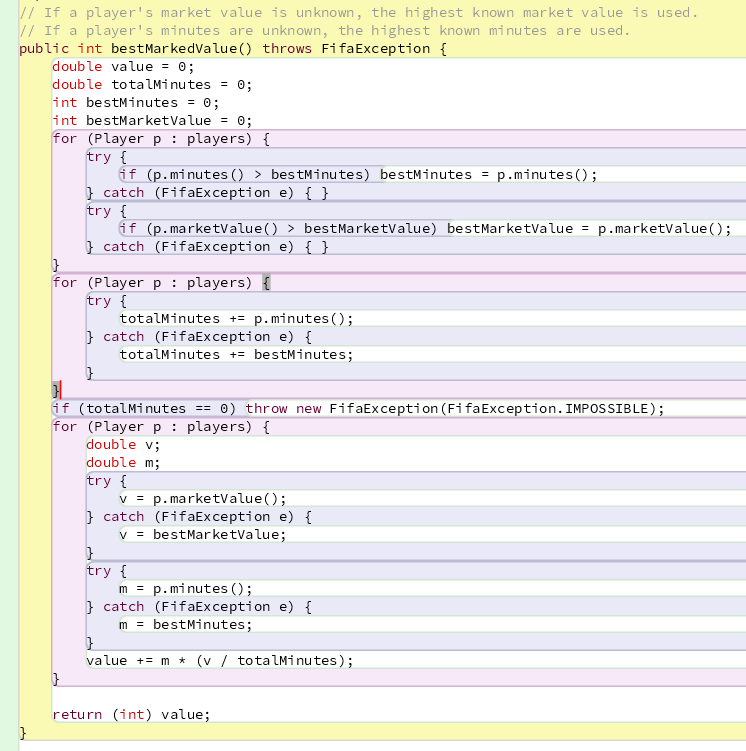 // If a player's market value is unknown, the highest known market value is used.
// If a player's minutes are unknown, the highest known minutes are used.
public int bestMarkedValue() throws FifaException {
    double value = 0;
    double totalMinutes = 0;
    int bestMinutes = 0;
    int bestMarketValue = 0;
    for (Player p : players) {
        try {
            if (p.minutes() > bestMinutes) bestMinutes = p.minutes();
        } catch (FifaException e) { }
        try {
            if (p.marketValue() > bestMarketValue) bestMarketValue = p.marketValue();
        } catch (FifaException e) { }
    }
    for (Player p : players) {
        try {
            totalMinutes += p.minutes();
        } catch (FifaException e) {
            totalMinutes += bestMinutes;
        }
    }
    if (totalMinutes == 0) throw new FifaException(FifaException.IMPOSSIBLE);
    for (Player p : players) {
        double v;
        double m;
        try {
            v = p.marketValue();
        } catch (FifaException e) {
            v = bestMarketValue;
        }
        try {
            m = p.minutes();
        } catch (FifaException e) {
            m = bestMinutes;
        }
        value += m * (v / totalMinutes);
    }

    return (int) value;
}